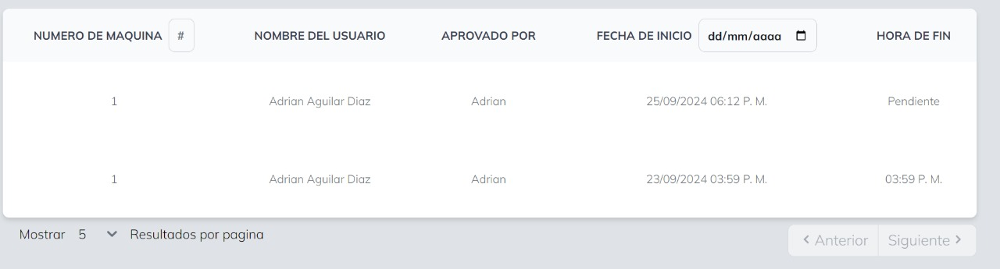 NUMERO DE MAQUINA # NOMBRE DEL USUARIO APROVADO POR FECHA DE INICIO dd/mm/aaaa HORA DE FIN
1 Adrian Aguilar Diaz Adrian 25/09/2024 06:12 P. M. Pendiente
1 Adrian Aguilar Diaz Adrian 23/09/2024 03:59 P. M. 03:59 P. M.
Mostrar 5 Resultados por pagina Anterior Siguiente